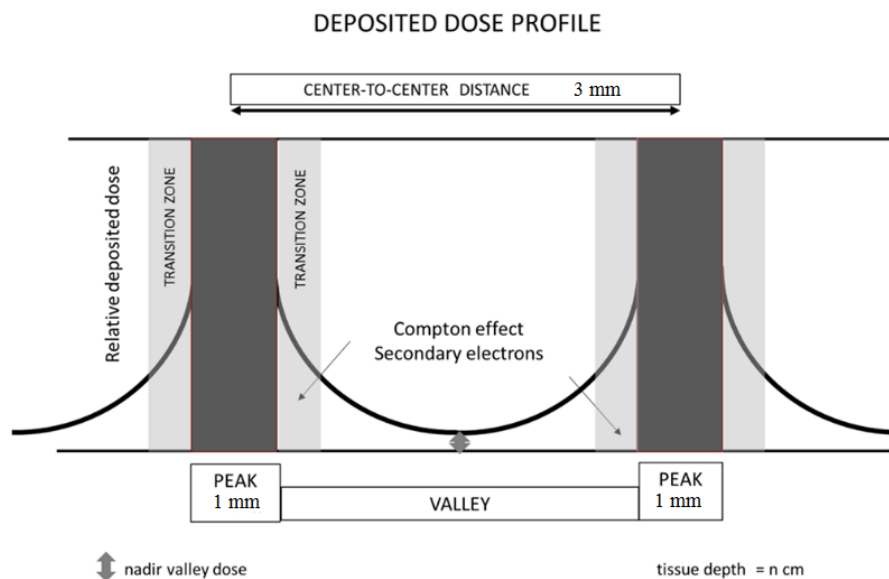 DEPOSITED DOSE PROFILE
CENTER-TO-CENTER DISTANCE 3 mm
Relative deposited dose
TRANSITION ZONE
TRANSITION ZONE
Compton effect
Secondary electrons
PEAK
1 mm
VALLEY
PEAK
1 mm
nadir valley dose
tissue depth = n cm